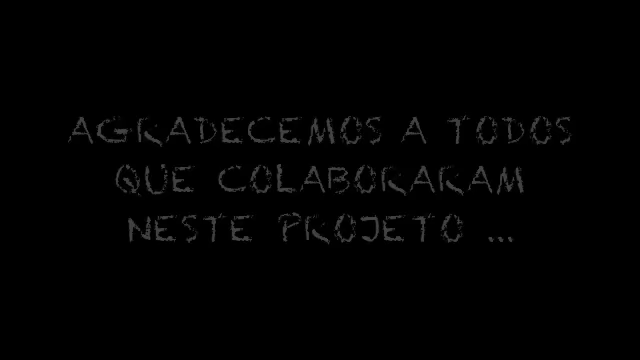 AGRADECEMOS A TODOS
QUE COLABORARAM
NESTE PROJETO ...